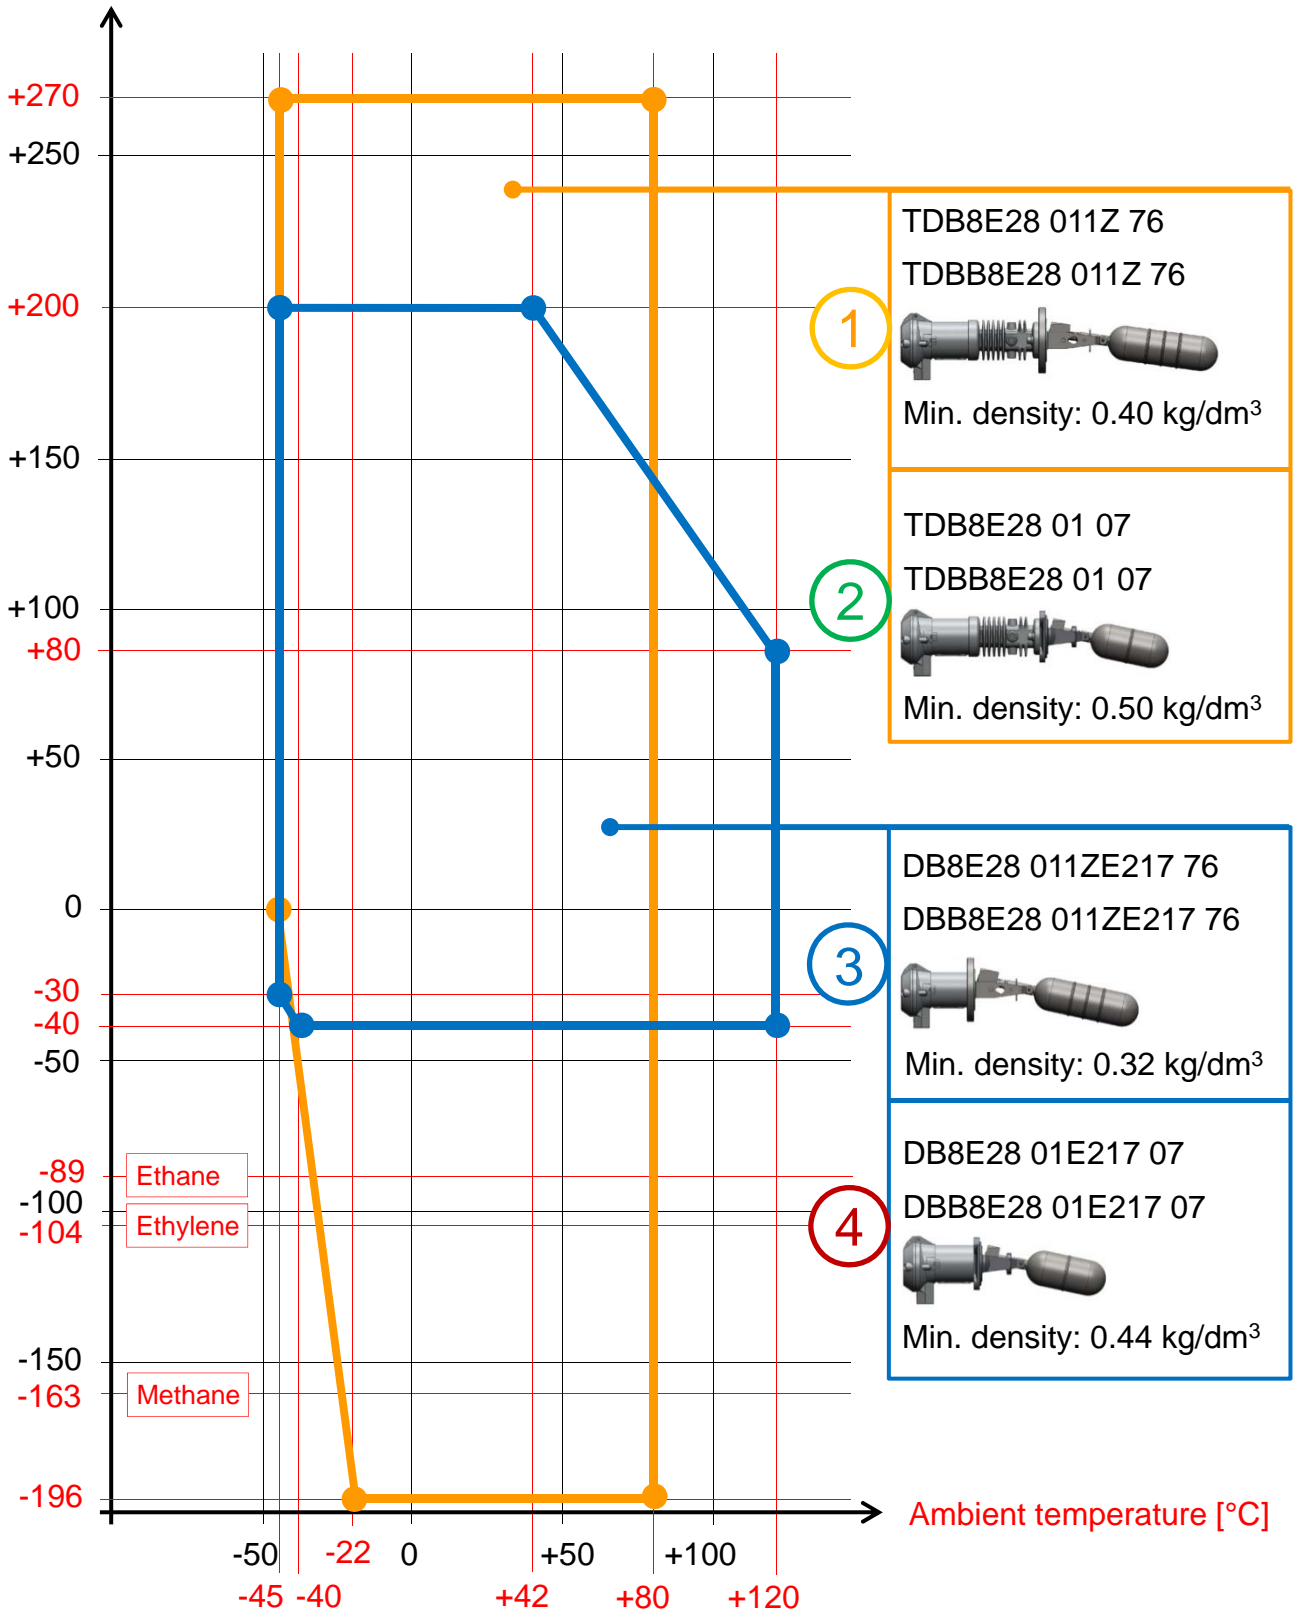 +270
+250
+200
+150
+100
+80
+50
0
-30
-40
-50
-89
-100
-104
-150
-163
-196
Ethane
Ethylene
Methane
1
TDB8E28 011Z 76
TDBB8E28 011Z 76
Min. density: 0.40 kg/dm³
2
TDB8E28 01 07
TDBB8E28 01 07
Min. density: 0.50 kg/dm³
3
DB8E28 011ZE217 76
DBB8E28 011ZE217 76
Min. density: 0.32 kg/dm³
4
DB8E28 01E217 07
DBB8E28 01E217 07
Min. density: 0.44 kg/dm³
Ambient temperature [°C]
-50 -22 0 +50 +100
-45 -40 +42 +80 +120